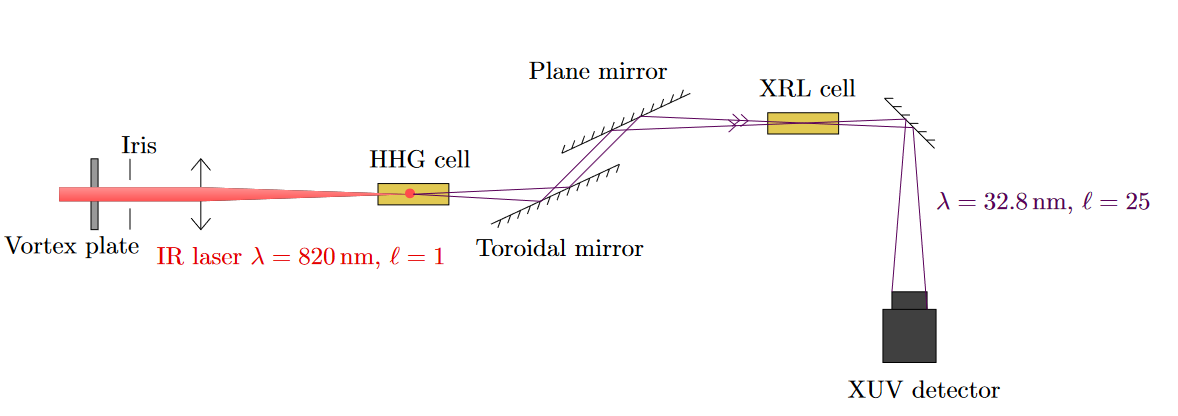 Plane mirror
XRL cell
Iris
HHG cell
λ = 32.8 nm, ℓ = 25
Vortex plate
IR laser λ = 820 nm, ℓ = 1
Toroidal mirror
XUV detector